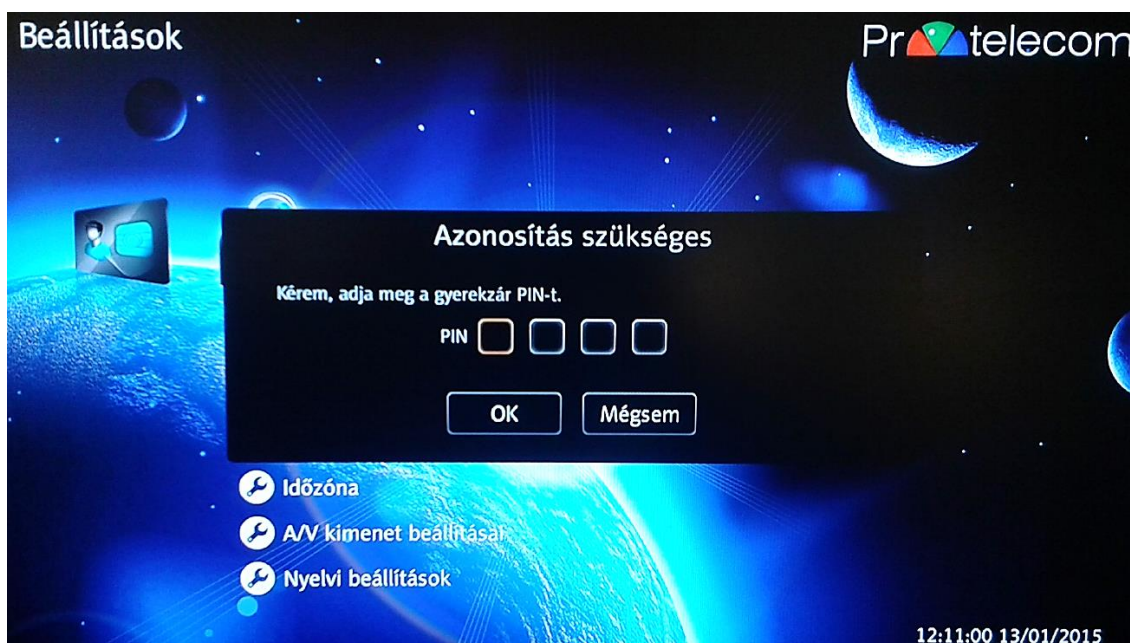 Beállítások
Pr telecom
Azonosítás szükséges
Kérem, adja meg a gyerekzár PIN-t.
PIN
OK Mégsem
Időzóna
A/V kimenet beállításai
Nyelvi beállítások
12:11:00 13/01/2015